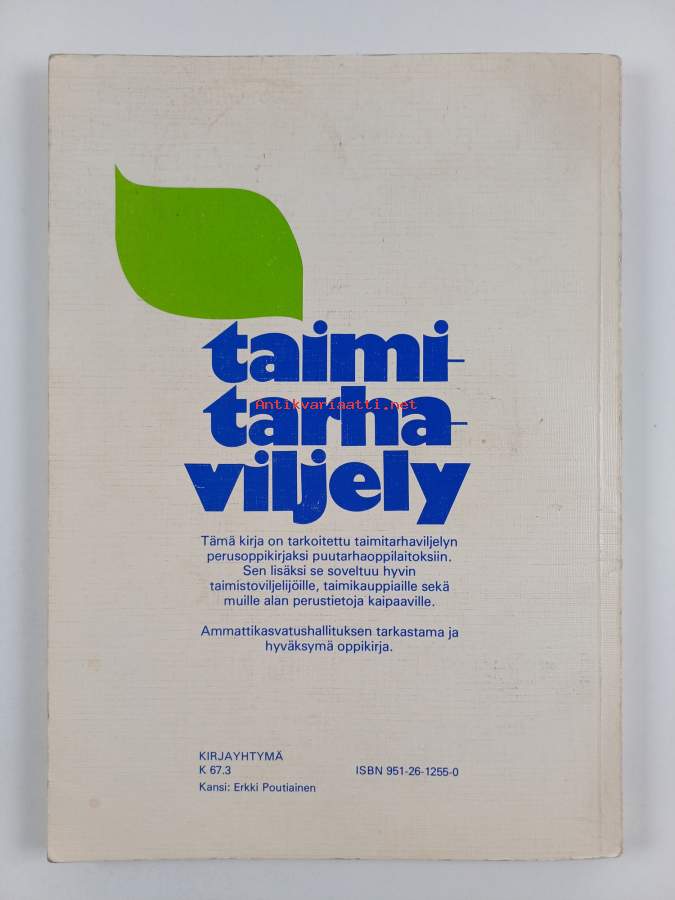 taimi-
Antikvariaatti.net
tarha-
viljely
Tämä kirja on tarkoitettu taimitarhaviljelyn
perusoppikirjaksi puutarhaoppilaitoksiin.
Sen lisäksi se soveltuu hyvin
taimistoviljelijöille, taimikauppiaille sekä
muille alan perustietoja kaipaaville.
Ammattikasvatushallituksen tarkastama ja
hyväksymä oppikirja.
KIRJAYHTYMÄ
K 67.3 ISBN 951-26-1255-0
Kansi: Erkki Poutiainen